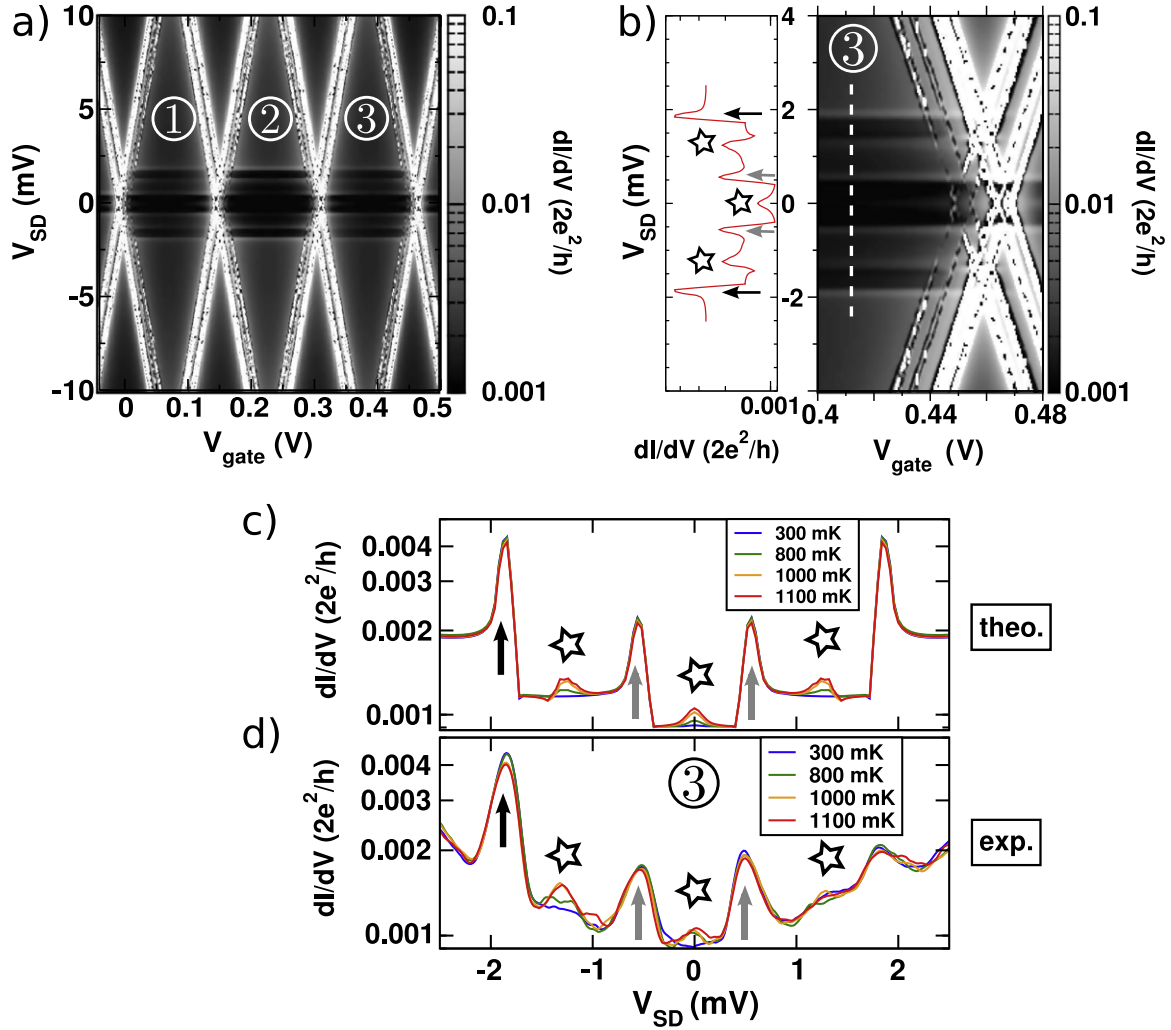 a)
10
5
0
-5
-10
V_SD (mV)
① ② ③
0 0.1 0.2 0.3 0.4 0.5
V_gate (V)
0.1
0.01
0.001
dI/dV (2e²/h)
b)
4
2
0
-2
V_SD (mV)
0.001
dI/dV (2e²/h)
③
0.4 0.44 0.48
V_gate (V)
0.1
0.01
0.001
dI/dV (2e²/h)
c)
0.004
0.003
0.002
0.001
dI/dV (2e²/h)
300 mK
800 mK
1000 mK
1100 mK
theo.
d)
0.004
0.003
0.002
0.001
dI/dV (2e²/h)
③
300 mK
800 mK
1000 mK
1100 mK
exp.
-2 -1 0 1 2
V_SD (mV)